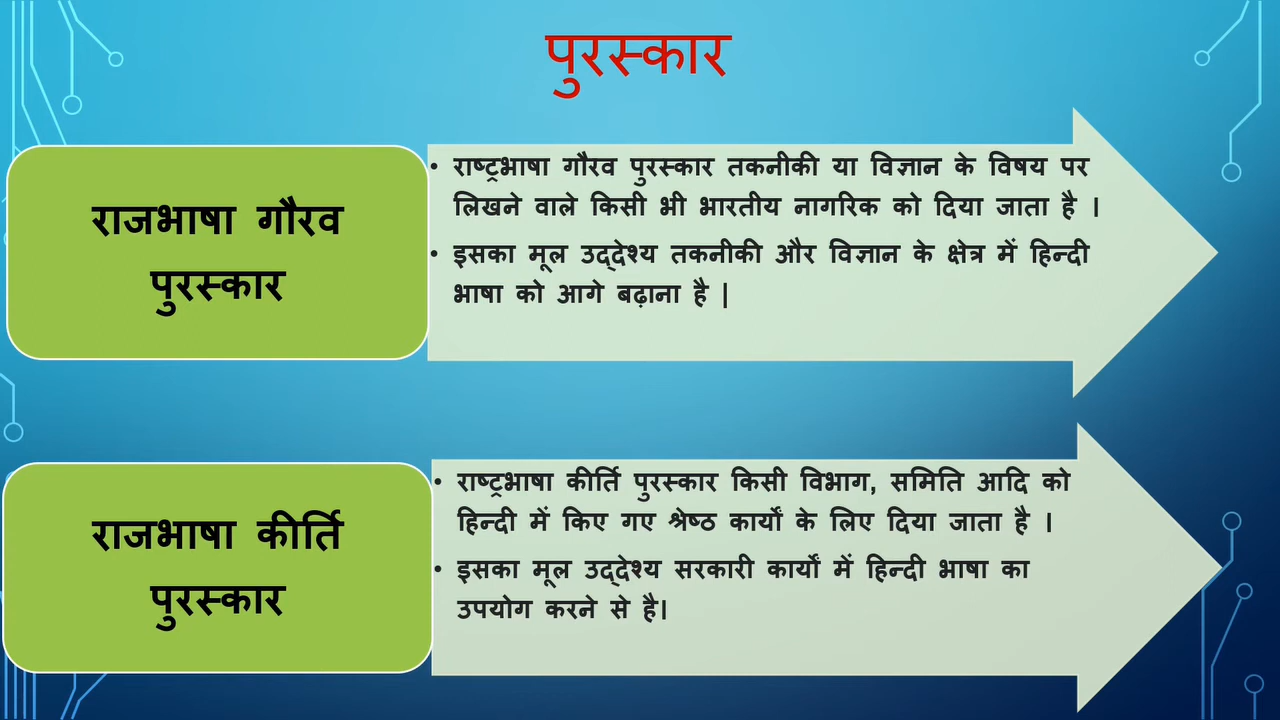 पुरस्कार
राजभाषा गौरव
पुरस्कार
• राष्ट्रभाषा गौरव पुरस्कार तकनीकी या विज्ञान के विषय पर
लिखने वाले किसी भी भारतीय नागरिक को दिया जाता है ।
• इसका मूल उद्देश्य तकनीकी और विज्ञान के क्षेत्र में हिन्दी
भाषा को आगे बढ़ाना है |
राजभाषा कीर्ति
पुरस्कार
• राष्ट्रभाषा कीर्ति पुरस्कार किसी विभाग, समिति आदि को
हिन्दी में किए गए श्रेष्ठ कार्यों के लिए दिया जाता है ।
• इसका मूल उद्देश्य सरकारी कार्यों में हिन्दी भाषा का
उपयोग करने से है।